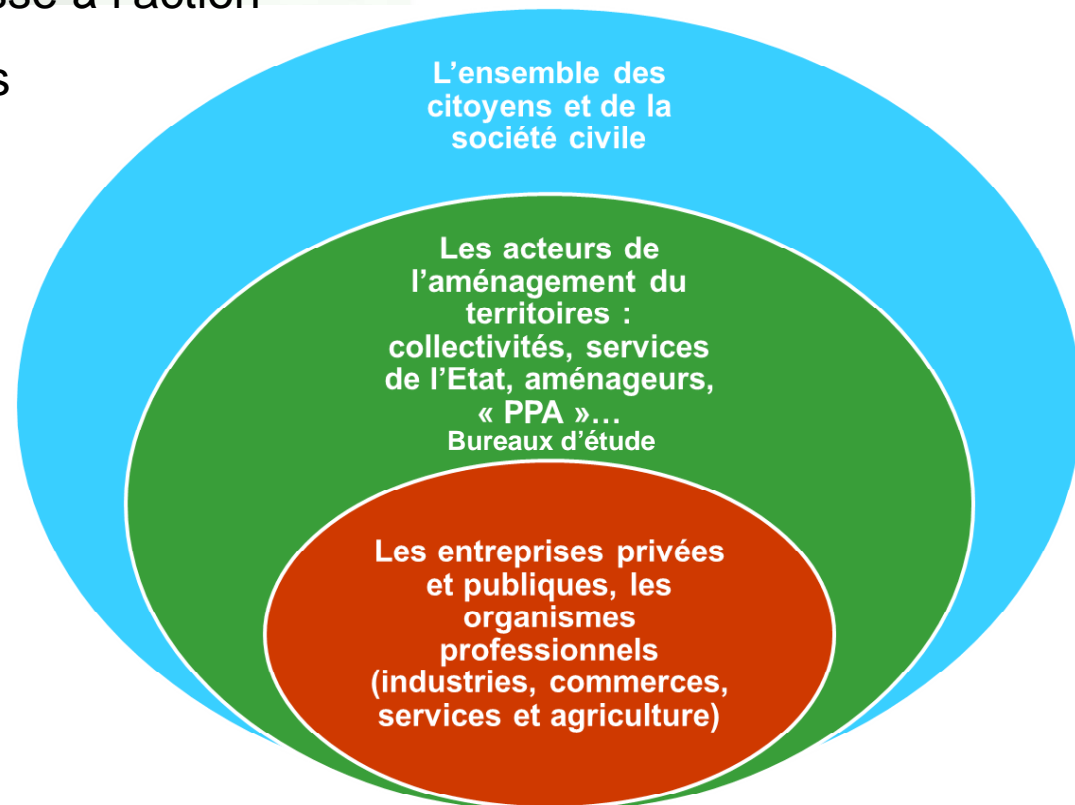 à l'action
L'ensemble des
citoyens et de la
société civile
Les acteurs de
l'aménagement du
territoires :
collectivités, services
de l'Etat, aménageurs,
« PPA »…
Bureaux d'étude
Les entreprises privées
et publiques, les
organismes
professionnels
(industries, commerces,
services et agriculture)